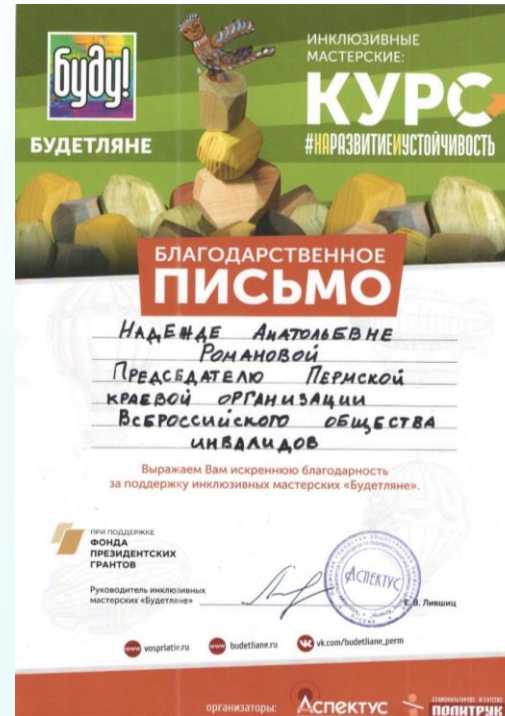 буду!
БУДЕТЛЯНЕ
ИНКЛЮЗИВНЫЕ
МАСТЕРСКИЕ:
КУРС
#НАРАЗВИТИЕИУСТОЙЧИВОСТЬ
БЛАГОДАРСТВЕННОЕ
ПИСЬМО
НАДЕЖДЕ АНАТОЛЬЕВНЕ
РОМАНОВОЙ
ПРЕДСЕДАТЕЛЮ ПЕРМСКОЙ
КРАЕВОЙ ОРГАНИЗАЦИИ
ВСЕРОССИЙСКОГО ОБЩЕСТВА
ИНВАЛИДОВ
Выражаем Вам искреннюю благодарность
за поддержку инклюзивных мастерских «Будетляне».
ПРИ ПОДДЕРЖКЕ
ФОНДА
ПРЕЗИДЕНТСКИХ
ГРАНТОВ
Руководитель инклюзивных
мастерских «Будетляне»
АСПЕКТУС
Е. В. Лившиц
www vospriatie.ru www budetliane.ru vk.com/budetliane_perm
организаторы: АСПЕКТУС ПОЛИТРУК